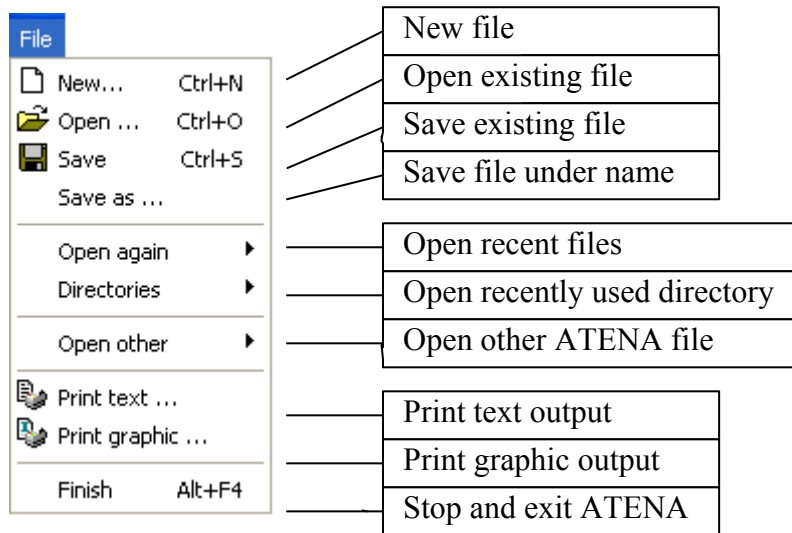 File
New... Ctrl+N
Open ... Ctrl+O
Save Ctrl+S
Save as ...
Open again
Directories
Open other
Print text ...
Print graphic ...
Finish Alt+F4
New file
Open existing file
Save existing file
Save file under name
Open recent files
Open recently used directory
Open other ATENA file
Print text output
Print graphic output
Stop and exit ATENA